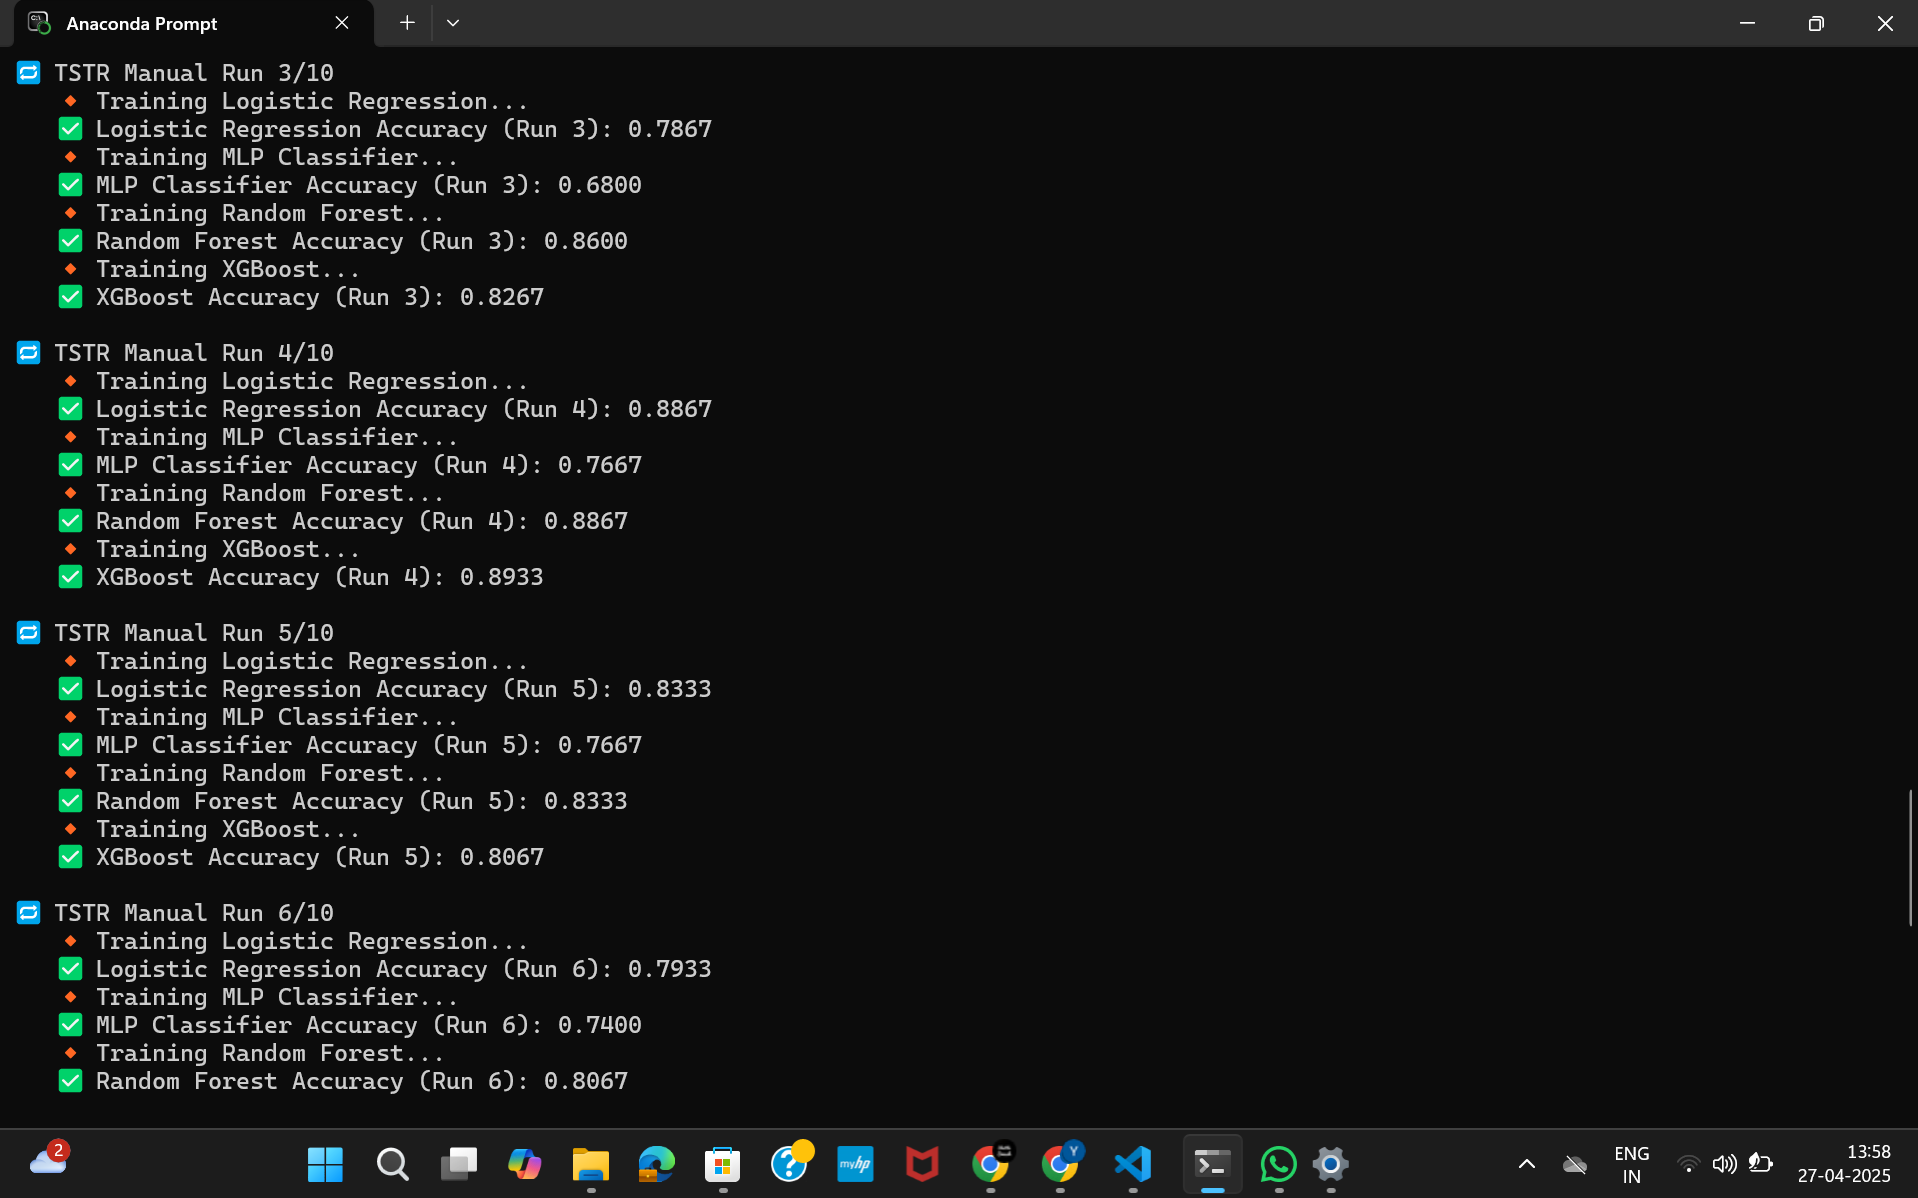 Anaconda Prompt
TSTR Manual Run 3/10
Training Logistic Regression...
Logistic Regression Accuracy (Run 3): 0.7867
Training MLP Classifier...
MLP Classifier Accuracy (Run 3): 0.6800
Training Random Forest...
Random Forest Accuracy (Run 3): 0.8600
Training XGBoost...
XGBoost Accuracy (Run 3): 0.8267
TSTR Manual Run 4/10
Training Logistic Regression...
Logistic Regression Accuracy (Run 4): 0.8867
Training MLP Classifier...
MLP Classifier Accuracy (Run 4): 0.7667
Training Random Forest...
Random Forest Accuracy (Run 4): 0.8867
Training XGBoost...
XGBoost Accuracy (Run 4): 0.8933
TSTR Manual Run 5/10
Training Logistic Regression...
Logistic Regression Accuracy (Run 5): 0.8333
Training MLP Classifier...
MLP Classifier Accuracy (Run 5): 0.7667
Training Random Forest...
Random Forest Accuracy (Run 5): 0.8333
Training XGBoost...
XGBoost Accuracy (Run 5): 0.8067
TSTR Manual Run 6/10
Training Logistic Regression...
Logistic Regression Accuracy (Run 6): 0.7933
Training MLP Classifier...
MLP Classifier Accuracy (Run 6): 0.7400
Training Random Forest...
Random Forest Accuracy (Run 6): 0.8067
2
myhp
Y
ENG
IN
13:58
27-04-2025